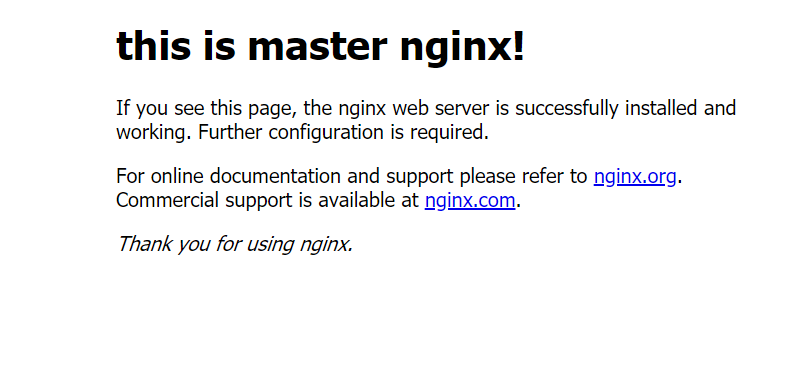 this is master nginx!
If you see this page, the nginx web server is successfully installed and
working. Further configuration is required.
For online documentation and support please refer to nginx.org.
Commercial support is available at nginx.com.
Thank you for using nginx.